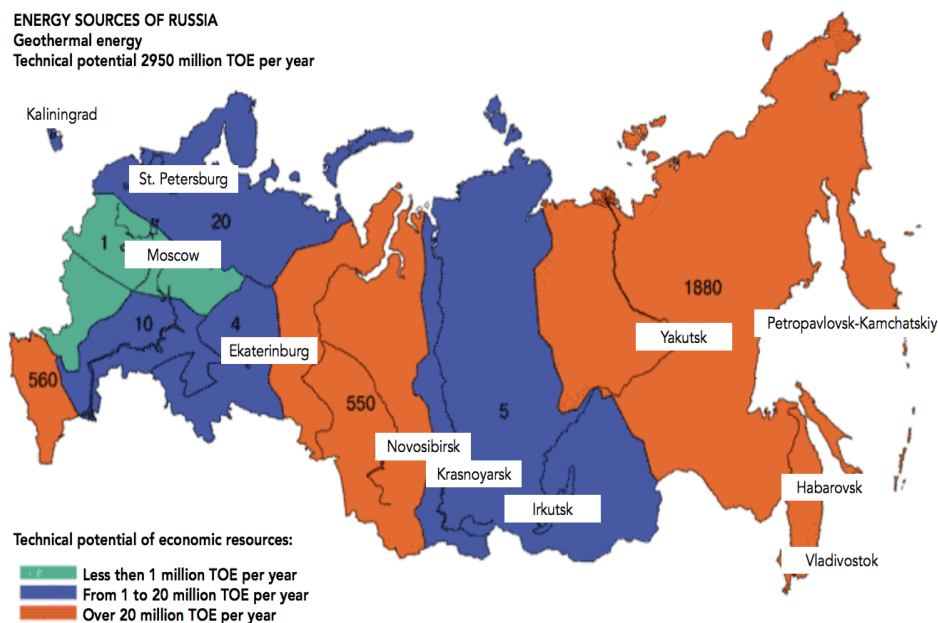 ENERGY SOURCES OF RUSSIA
Geothermal energy
Technical potential 2950 million TOE per year
Kaliningrad
St. Petersburg
20
1
Moscow
1880
10
4
Petropavlovsk-Kamchatskiy
Yakutsk
Ekaterinburg
560
550
5
Novosibirsk
Krasnoyarsk
Habarovsk
Irkutsk
Technical potential of economic resources:
Vladivostok
Less then 1 million TOE per year
From 1 to 20 million TOE per year
Over 20 million TOE per year